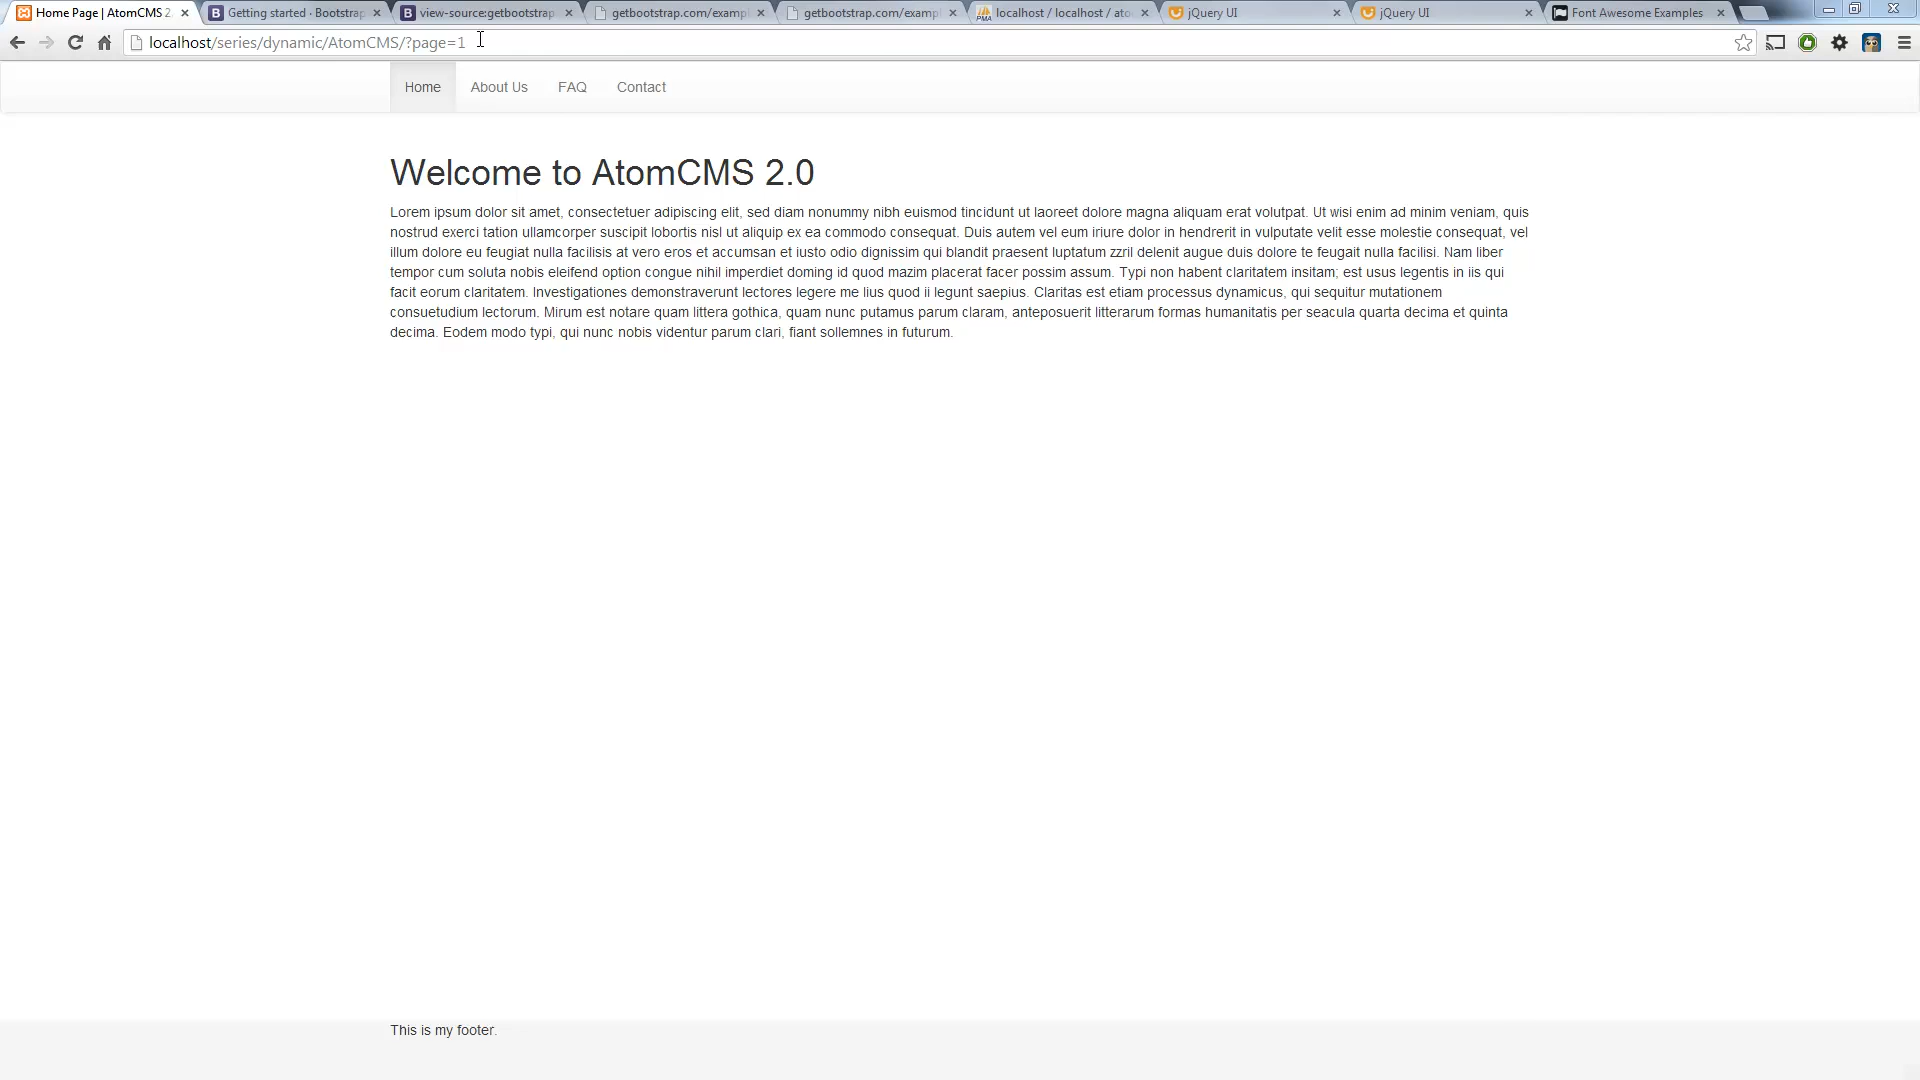 Home Page | AtomCMS 2.
Getting started · Bootstrap
view-source:getbootstrap
getbootstrap.com/exampl
getbootstrap.com/exampl
localhost / localhost / ato
jQuery UI
jQuery UI
Font Awesome Examples
localhost/series/dynamic/AtomCMS/?page=1
Home
About Us
FAQ
Contact
Welcome to AtomCMS 2.0
Lorem ipsum dolor sit amet, consectetuer adipiscing elit, sed diam nonummy nibh euismod tincidunt ut laoreet dolore magna aliquam erat volutpat. Ut wisi enim ad minim veniam, quis
nostrud exerci tation ullamcorper suscipit lobortis nisl ut aliquip ex ea commodo consequat. Duis autem vel eum iriure dolor in hendrerit in vulputate velit esse molestie consequat, vel
illum dolore eu feugiat nulla facilisis at vero eros et accumsan et iusto odio dignissim qui blandit praesent luptatum zzril delenit augue duis dolore te feugait nulla facilisi. Nam liber
tempor cum soluta nobis eleifend option congue nihil imperdiet doming id quod mazim placerat facer possim assum. Typi non habent claritatem insitam; est usus legentis in iis qui
facit eorum claritatem. Investigationes demonstraverunt lectores legere me lius quod ii legunt saepius. Claritas est etiam processus dynamicus, qui sequitur mutationem
consuetudium lectorum. Mirum est notare quam littera gothica, quam nunc putamus parum claram, anteposuerit litterarum formas humanitatis per seacula quarta decima et quinta
decima. Eodem modo typi, qui nunc nobis videntur parum clari, fiant sollemnes in futurum.
This is my footer.